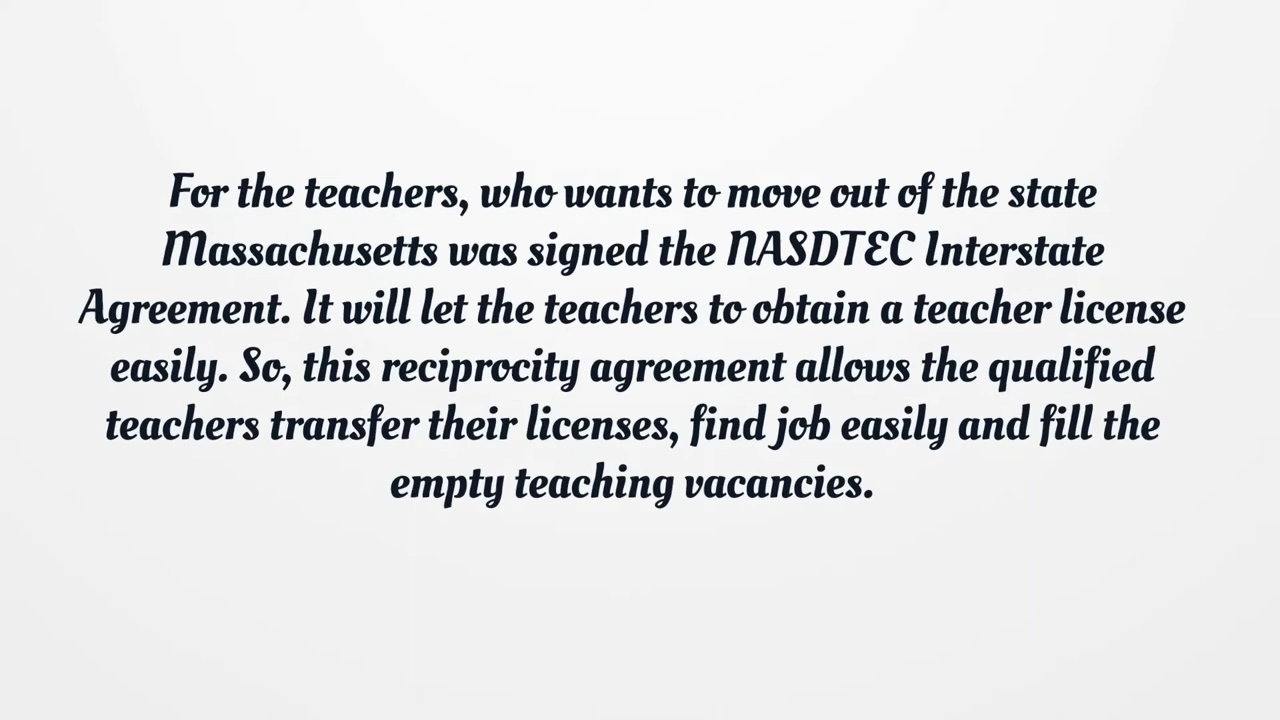 For the teachers, who wants to move out of the state
Massachusetts was signed the NASDTEC Interstate
Agreement. It will let the teachers to obtain a teacher license
easily. So, this reciprocity agreement allows the qualified
teachers transfer their licenses, find job easily and fill the
empty teaching vacancies.